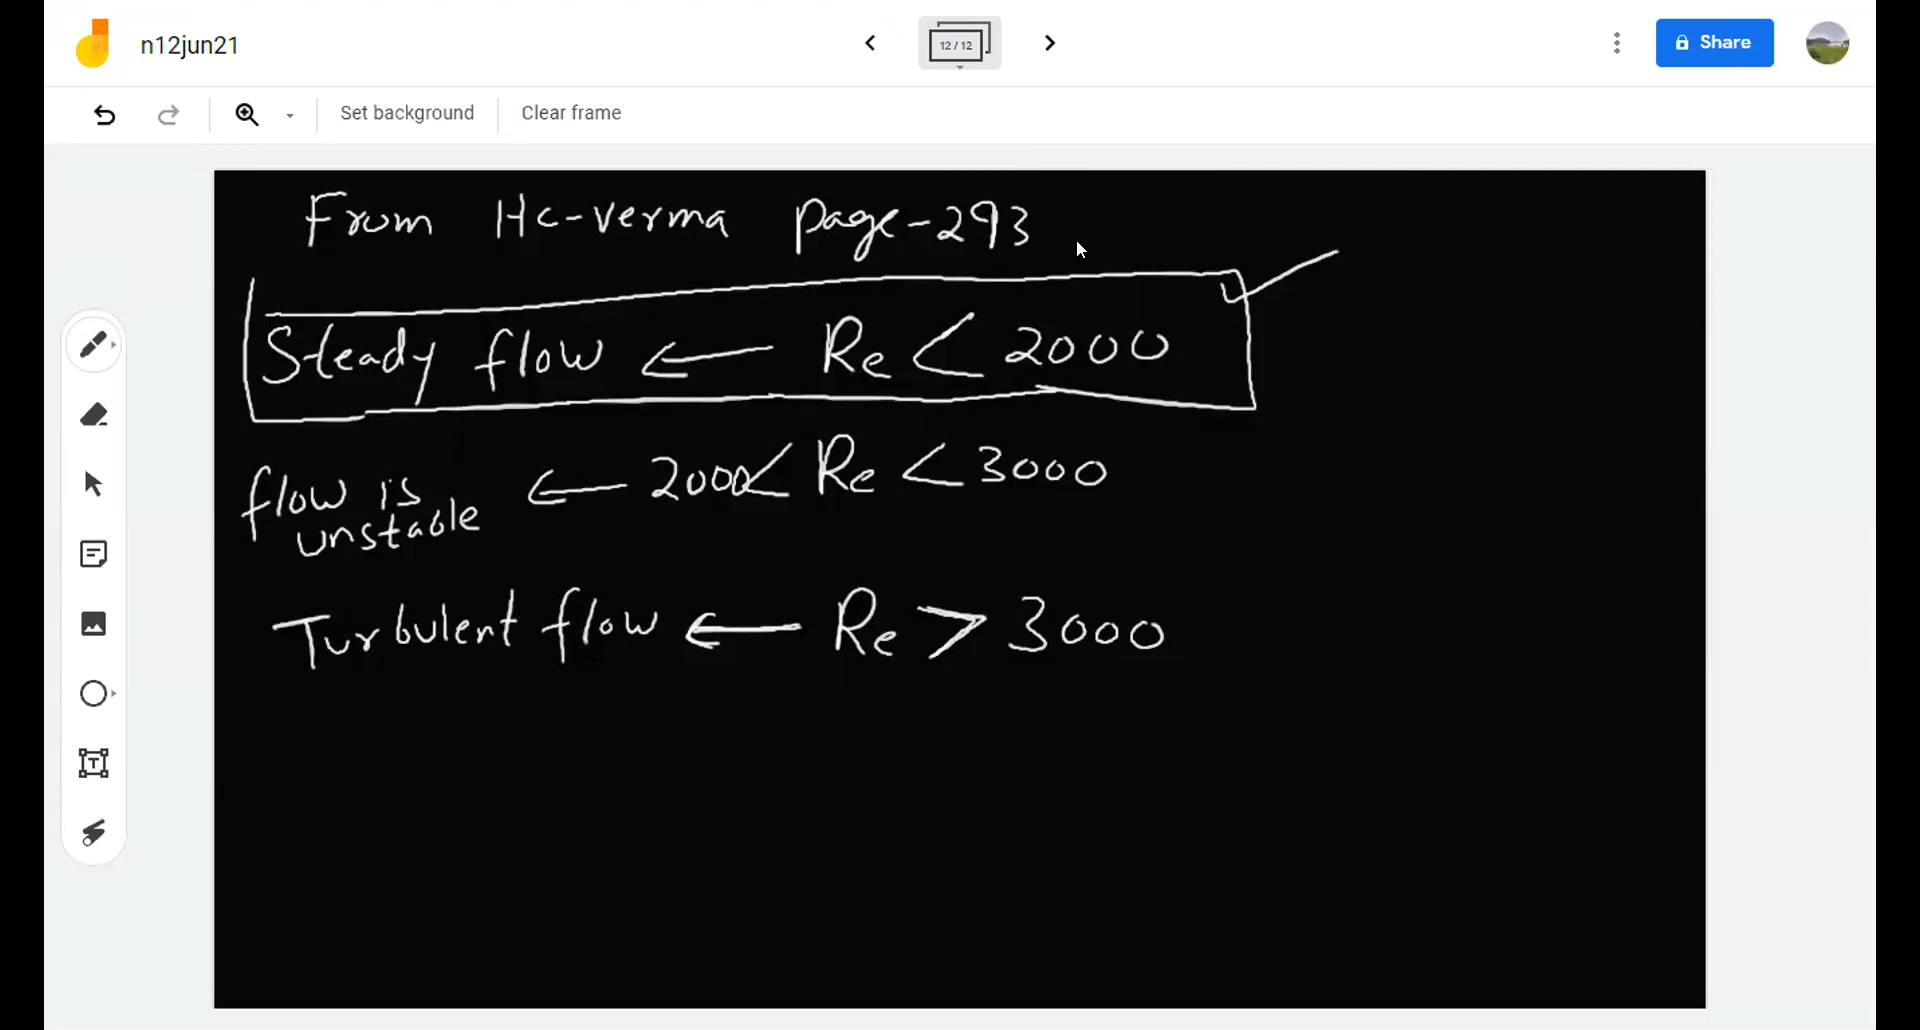 n12jun21
12 / 12
Share
Set background
Clear frame
From Hc-verma page-293
Steady flow ← Re < 2000
flow is unstable ← 2000 < Re < 3000
Turbulent flow ← Re > 3000